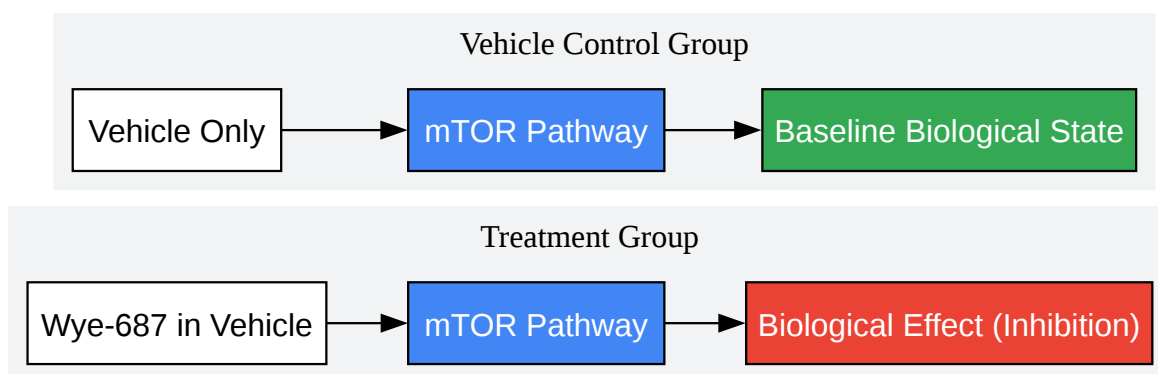 Vehicle Control Group
Vehicle Only
mTOR Pathway
Baseline Biological State
Treatment Group
Wye-687 in Vehicle
mTOR Pathway
Biological Effect (Inhibition)